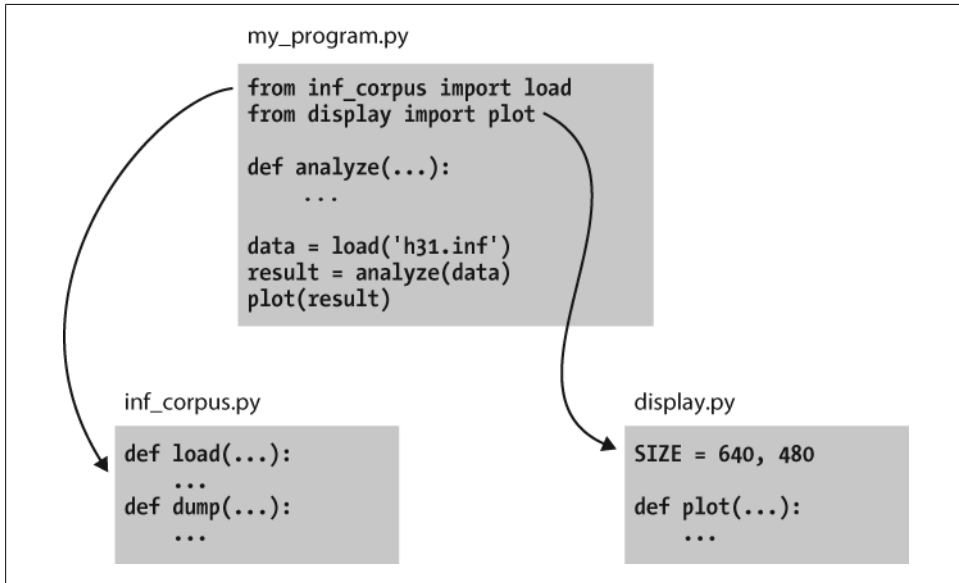 my_program.py
from inf_corpus import load
from display import plot
def analyze(...):
...
data = load('h31.inf')
result = analyze(data)
plot(result)
inf_corpus.py
def load(...):
...
def dump(...):
...
display.py
SIZE = 640, 480
def plot(...):
...